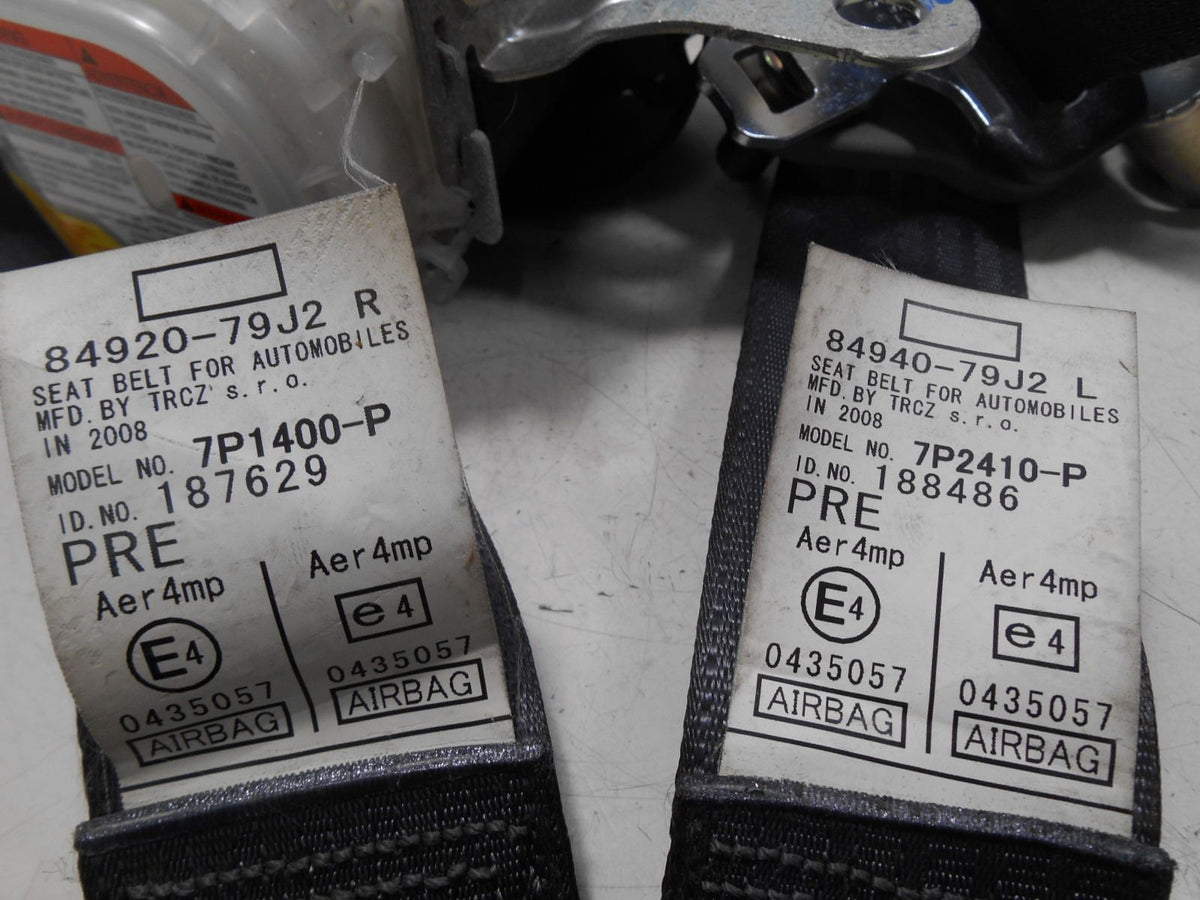 84920-79J2 R
SEAT BELT FOR AUTOMOBILES
MFD. BY TRCZ s.r.o.
IN 2008
MODEL NO. 7P1400-P
ID. NO. 187629
PRE
Aer4mp
E4
0435057
AIRBAG
Aer4mp
e4
0435057
AIRBAG
84940-79J2 L
SEAT BELT FOR AUTOMOBILES
MFD. BY TRCZ s.r.o.
IN 2008
MODEL NO. 7P2410-P
ID. NO. 188486
PRE
Aer4mp
E4
0435057
AIRBAG
Aer4mp
e4
0435057
AIRBAG